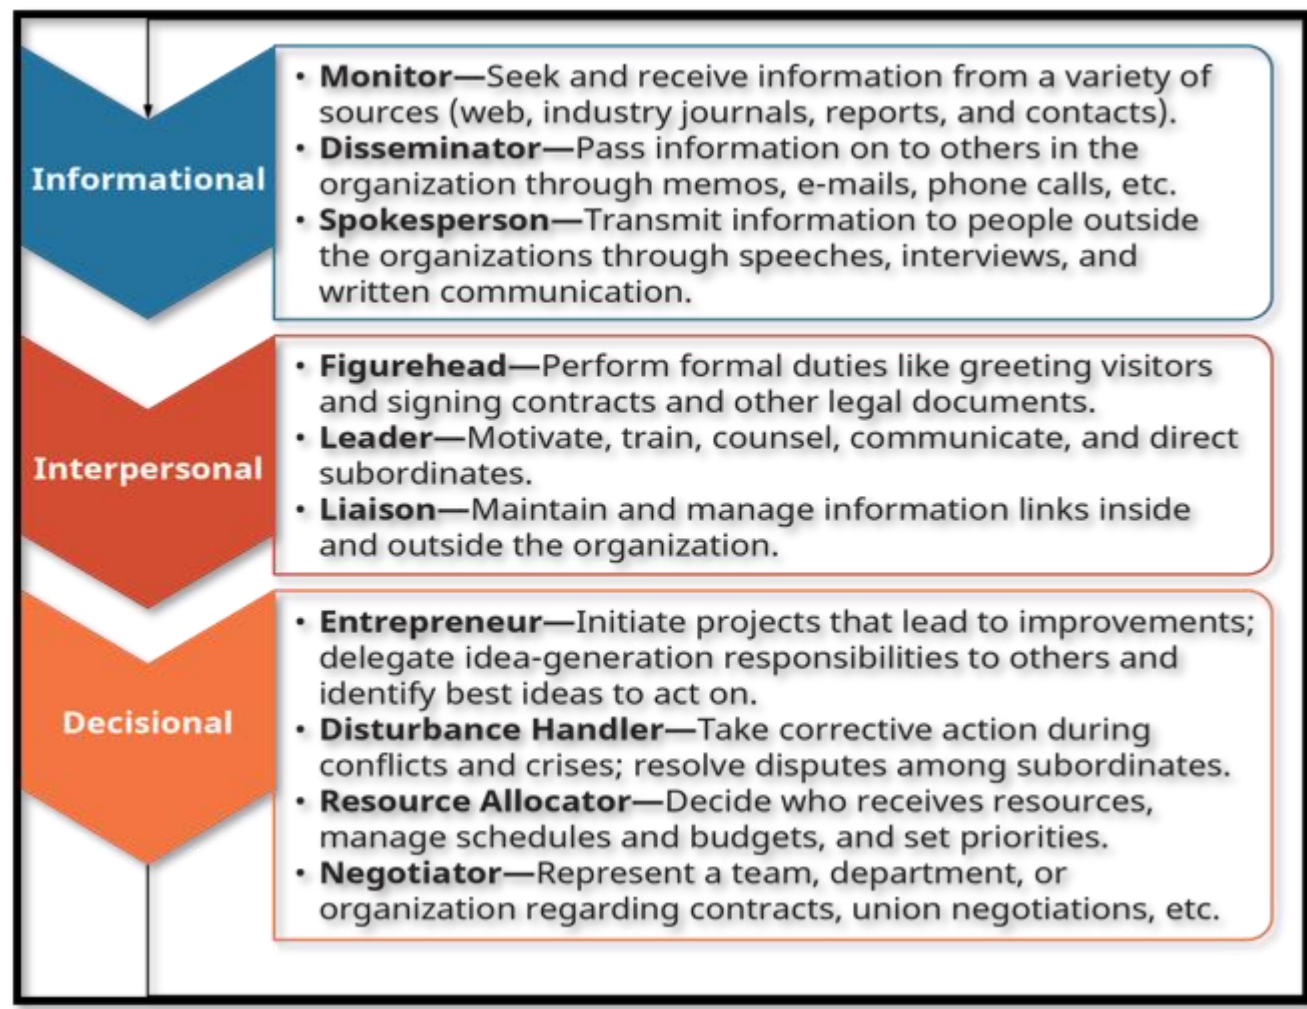 Informational
• Monitor—Seek and receive information from a variety of
sources (web, industry journals, reports, and contacts).
• Disseminator—Pass information on to others in the
organization through memos, e-mails, phone calls, etc.
• Spokesperson—Transmit information to people outside
the organizations through speeches, interviews, and
written communication.
Interpersonal
• Figurehead—Perform formal duties like greeting visitors
and signing contracts and other legal documents.
• Leader—Motivate, train, counsel, communicate, and direct
subordinates.
• Liaison—Maintain and manage information links inside
and outside the organization.
Decisional
• Entrepreneur—Initiate projects that lead to improvements;
delegate idea-generation responsibilities to others and
identify best ideas to act on.
• Disturbance Handler—Take corrective action during
conflicts and crises; resolve disputes among subordinates.
• Resource Allocator—Decide who receives resources,
manage schedules and budgets, and set priorities.
• Negotiator—Represent a team, department, or
organization regarding contracts, union negotiations, etc.